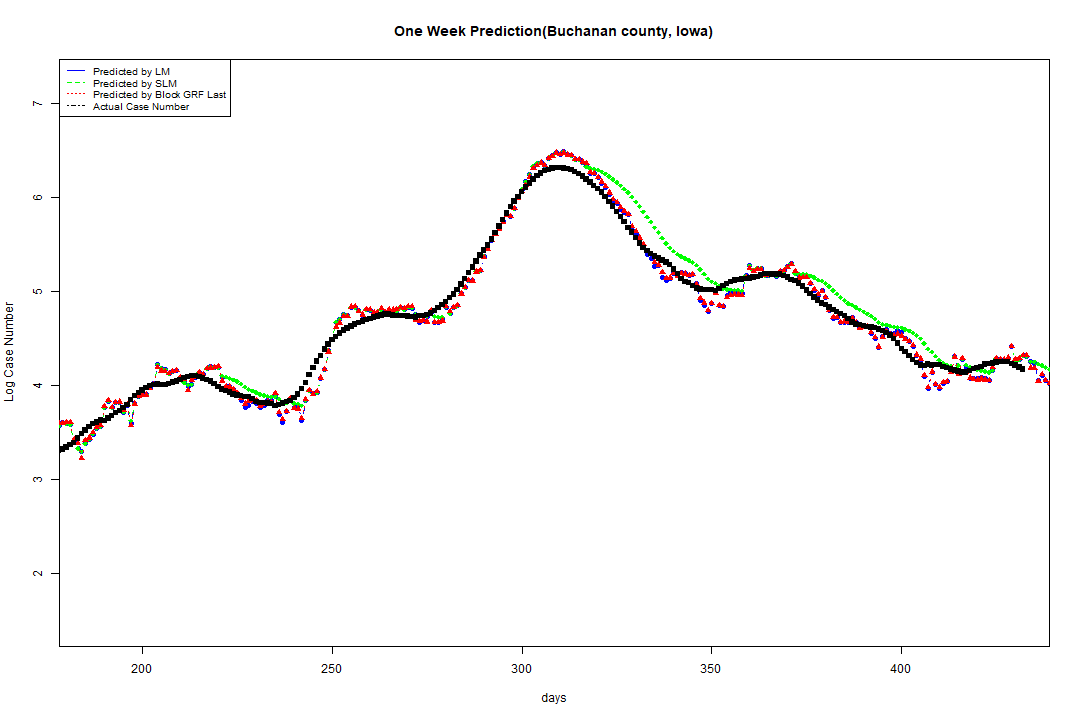 One Week Prediction(Buchanan county, Iowa)
Predicted by LM
Predicted by SLM
Predicted by Block GRF Last
Actual Case Number
7
6
5
4
3
2
Log Case Number
200 250 300 350 400
days